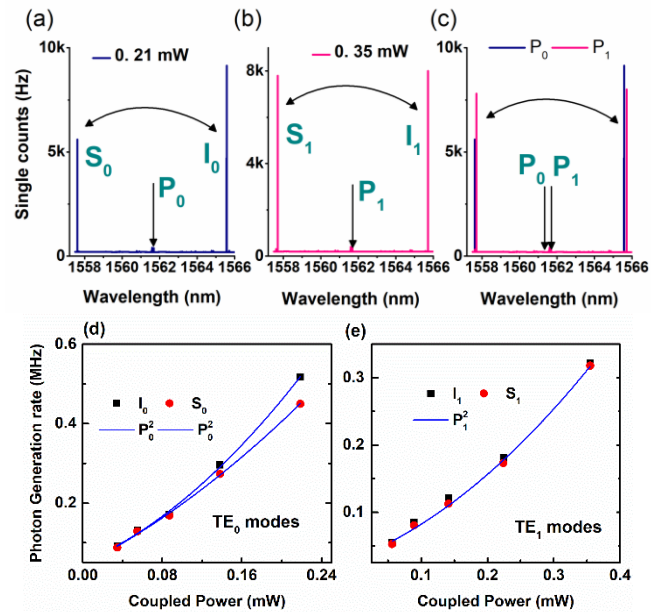 (a) (b) (c)
10k 0. 21 mW
8k 0. 35 mW
10k P0 P1
Single counts (Hz)
5k
4k
5k
0
0
0
S0 I0 P0
S1 I1 P1
P0 P1
1558 1560 1562 1564 1566
1558 1560 1562 1564 1566
1558 1560 1562 1564 1566
Wavelength (nm) Wavelength (nm) Wavelength (nm)
(d)
0.6
0.4
0.2
Photon Generation rate (MHz)
I0 S0
P0^2 P0^2
TE0 modes
0.00 0.08 0.16 0.24
Coupled Power (mW)
(e)
0.3
0.2
0.1
I1 S1
P1^2
TE1 modes
0.1 0.2 0.3 0.4
Coupled Power (mW)